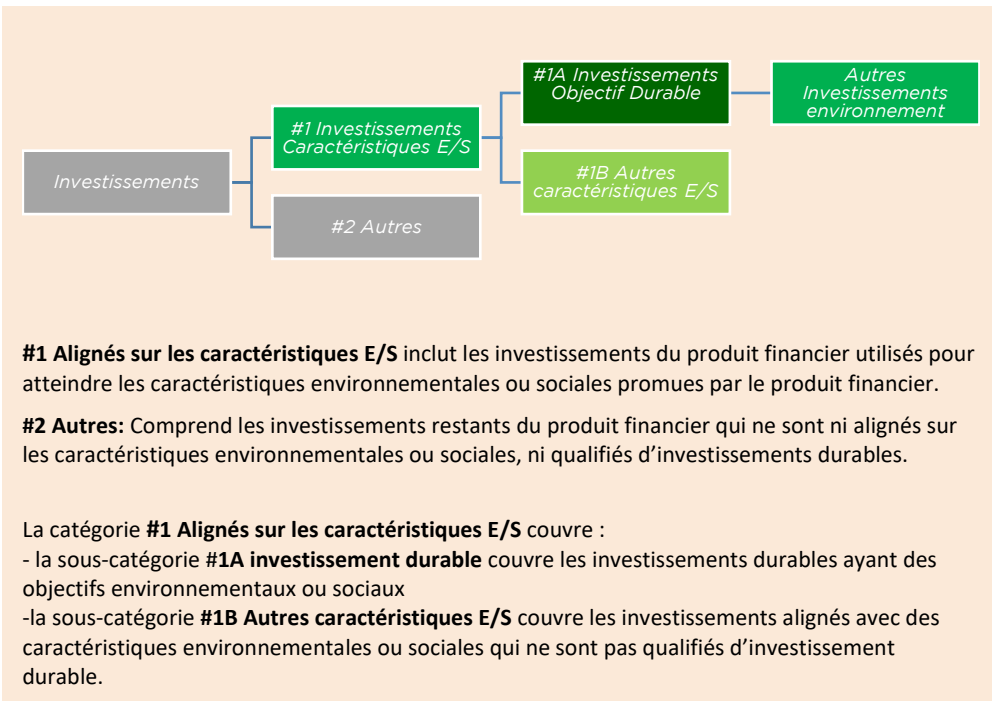 #1A Investissements
Objectif Durable
Autres
Investissements
environnement
#1 Investissements
Caractéristiques E/S
Investissements
#1B Autres
caractéristiques E/S
#2 Autres
#1 Alignés sur les caractéristiques E/S inclut les investissements du produit financier utilisés pour
atteindre les caractéristiques environnementales ou sociales promues par le produit financier.
#2 Autres: Comprend les investissements restants du produit financier qui ne sont ni alignés sur
les caractéristiques environnementales ou sociales, ni qualifiés d’investissements durables.
La catégorie #1 Alignés sur les caractéristiques E/S couvre :
- la sous-catégorie #1A investissement durable couvre les investissements durables ayant des
objectifs environnementaux ou sociaux
-la sous-catégorie #1B Autres caractéristiques E/S couvre les investissements alignés avec des
caractéristiques environnementales ou sociales qui ne sont pas qualifiés d’investissement
durable.